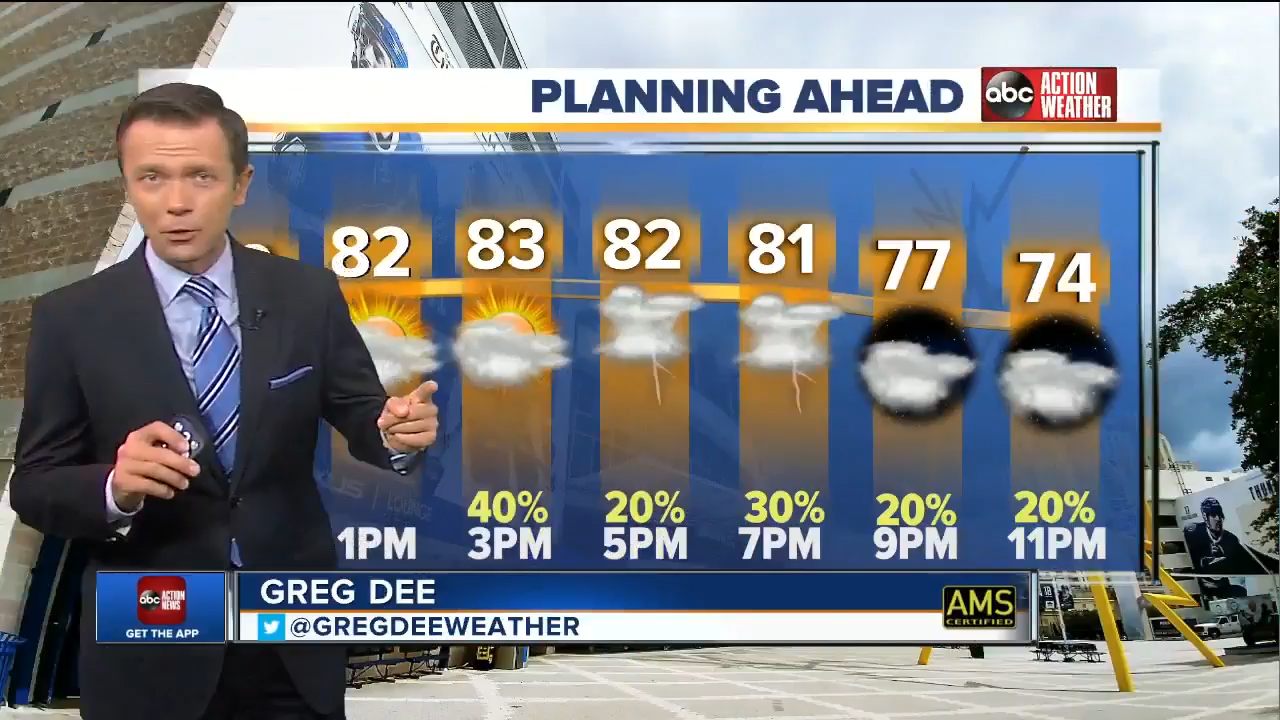 PLANNING AHEAD
abc ACTION
WEATHER
82 83 82 81 77 74
40% 20% 30% 20% 20%
1PM 3PM 5PM 7PM 9PM 11PM
LOUNGE
abc ACTION
NEWS
GET THE APP
GREG DEE
@GREGDEEWEATHER
AMS
CERTIFIED